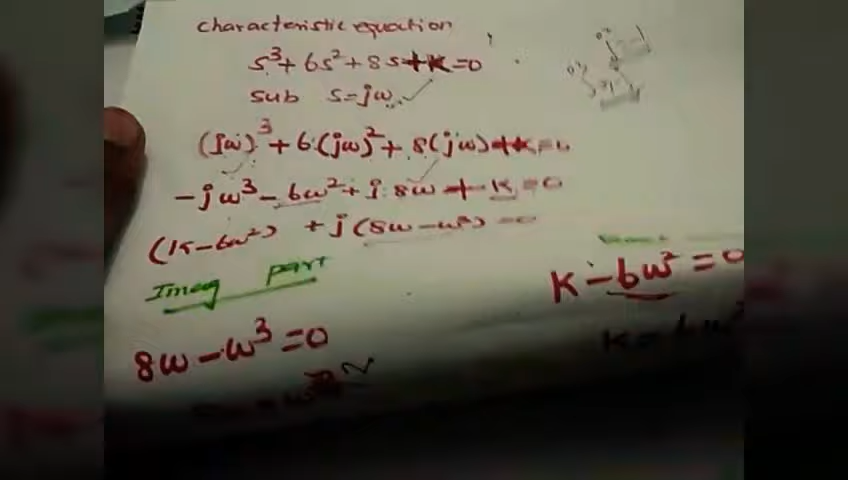 characteristic equation
s³+6s²+8s+K=0
sub s=jω
(jω)³+6(jω)²+8(jω)+K=0
-jω³-6ω²+j8ω+K=0
(K-6ω²)+j(8ω-ω³)=0
Imag part
K-6ω²=0
8ω-ω³=0